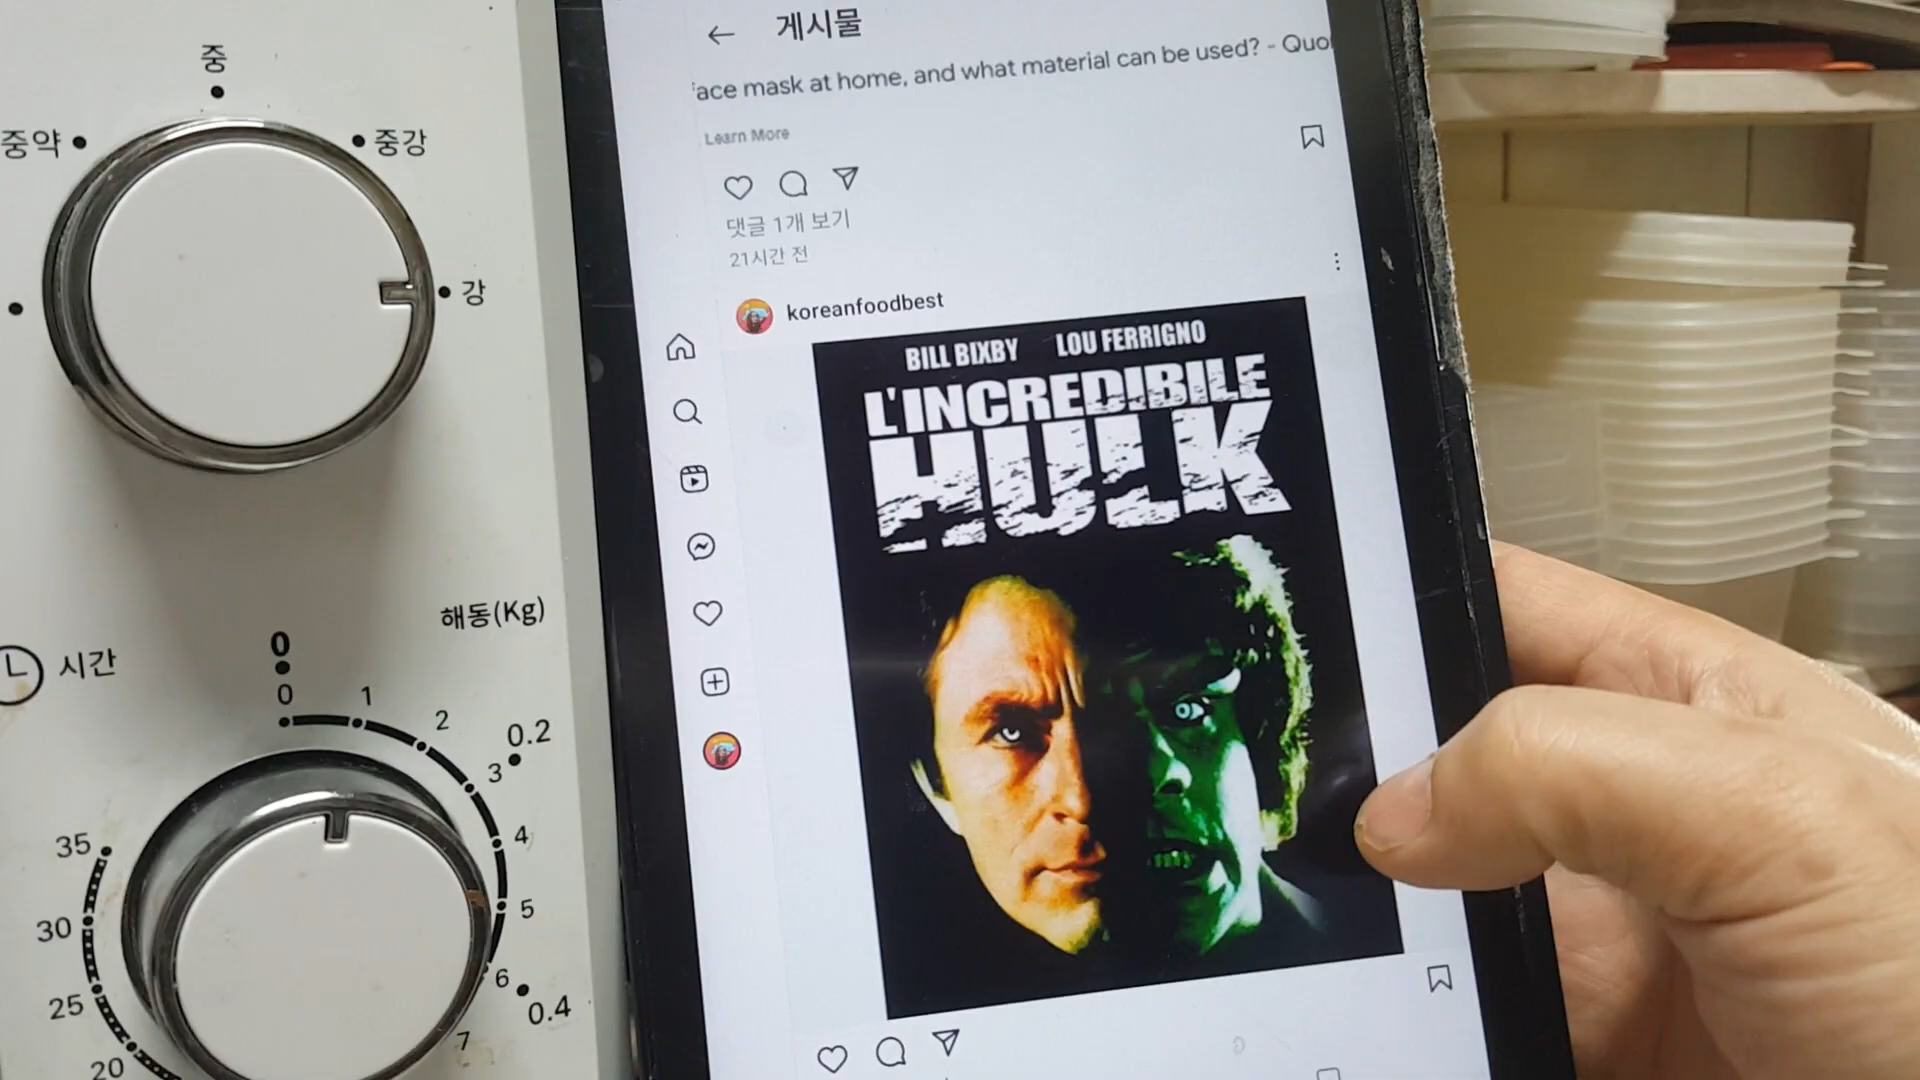 중
중약
중강
강
해동(Kg)
시간
0
0
1
2
0.2
3
4
5
6
0.4
7
35
30
25
20
게시물
ace mask at home, and what material can be used? - Quo
Learn More
댓글 1개 보기
21시간 전
koreanfoodbest
BILL BIXBY LOU FERRIGNO
L'INCREDIBILE
HULK